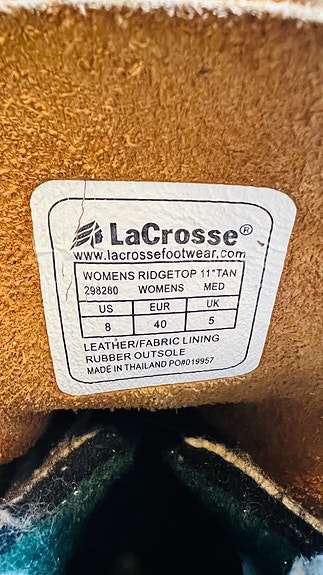 LaCrosse®
www.lacrossefootwear.com
WOMENS RIDGETOP 11" TAN
298280 WOMENS MED
US EUR UK
8 40 5
LEATHER/FABRIC LINING
RUBBER OUTSOLE
MADE IN THAILAND PO#019957